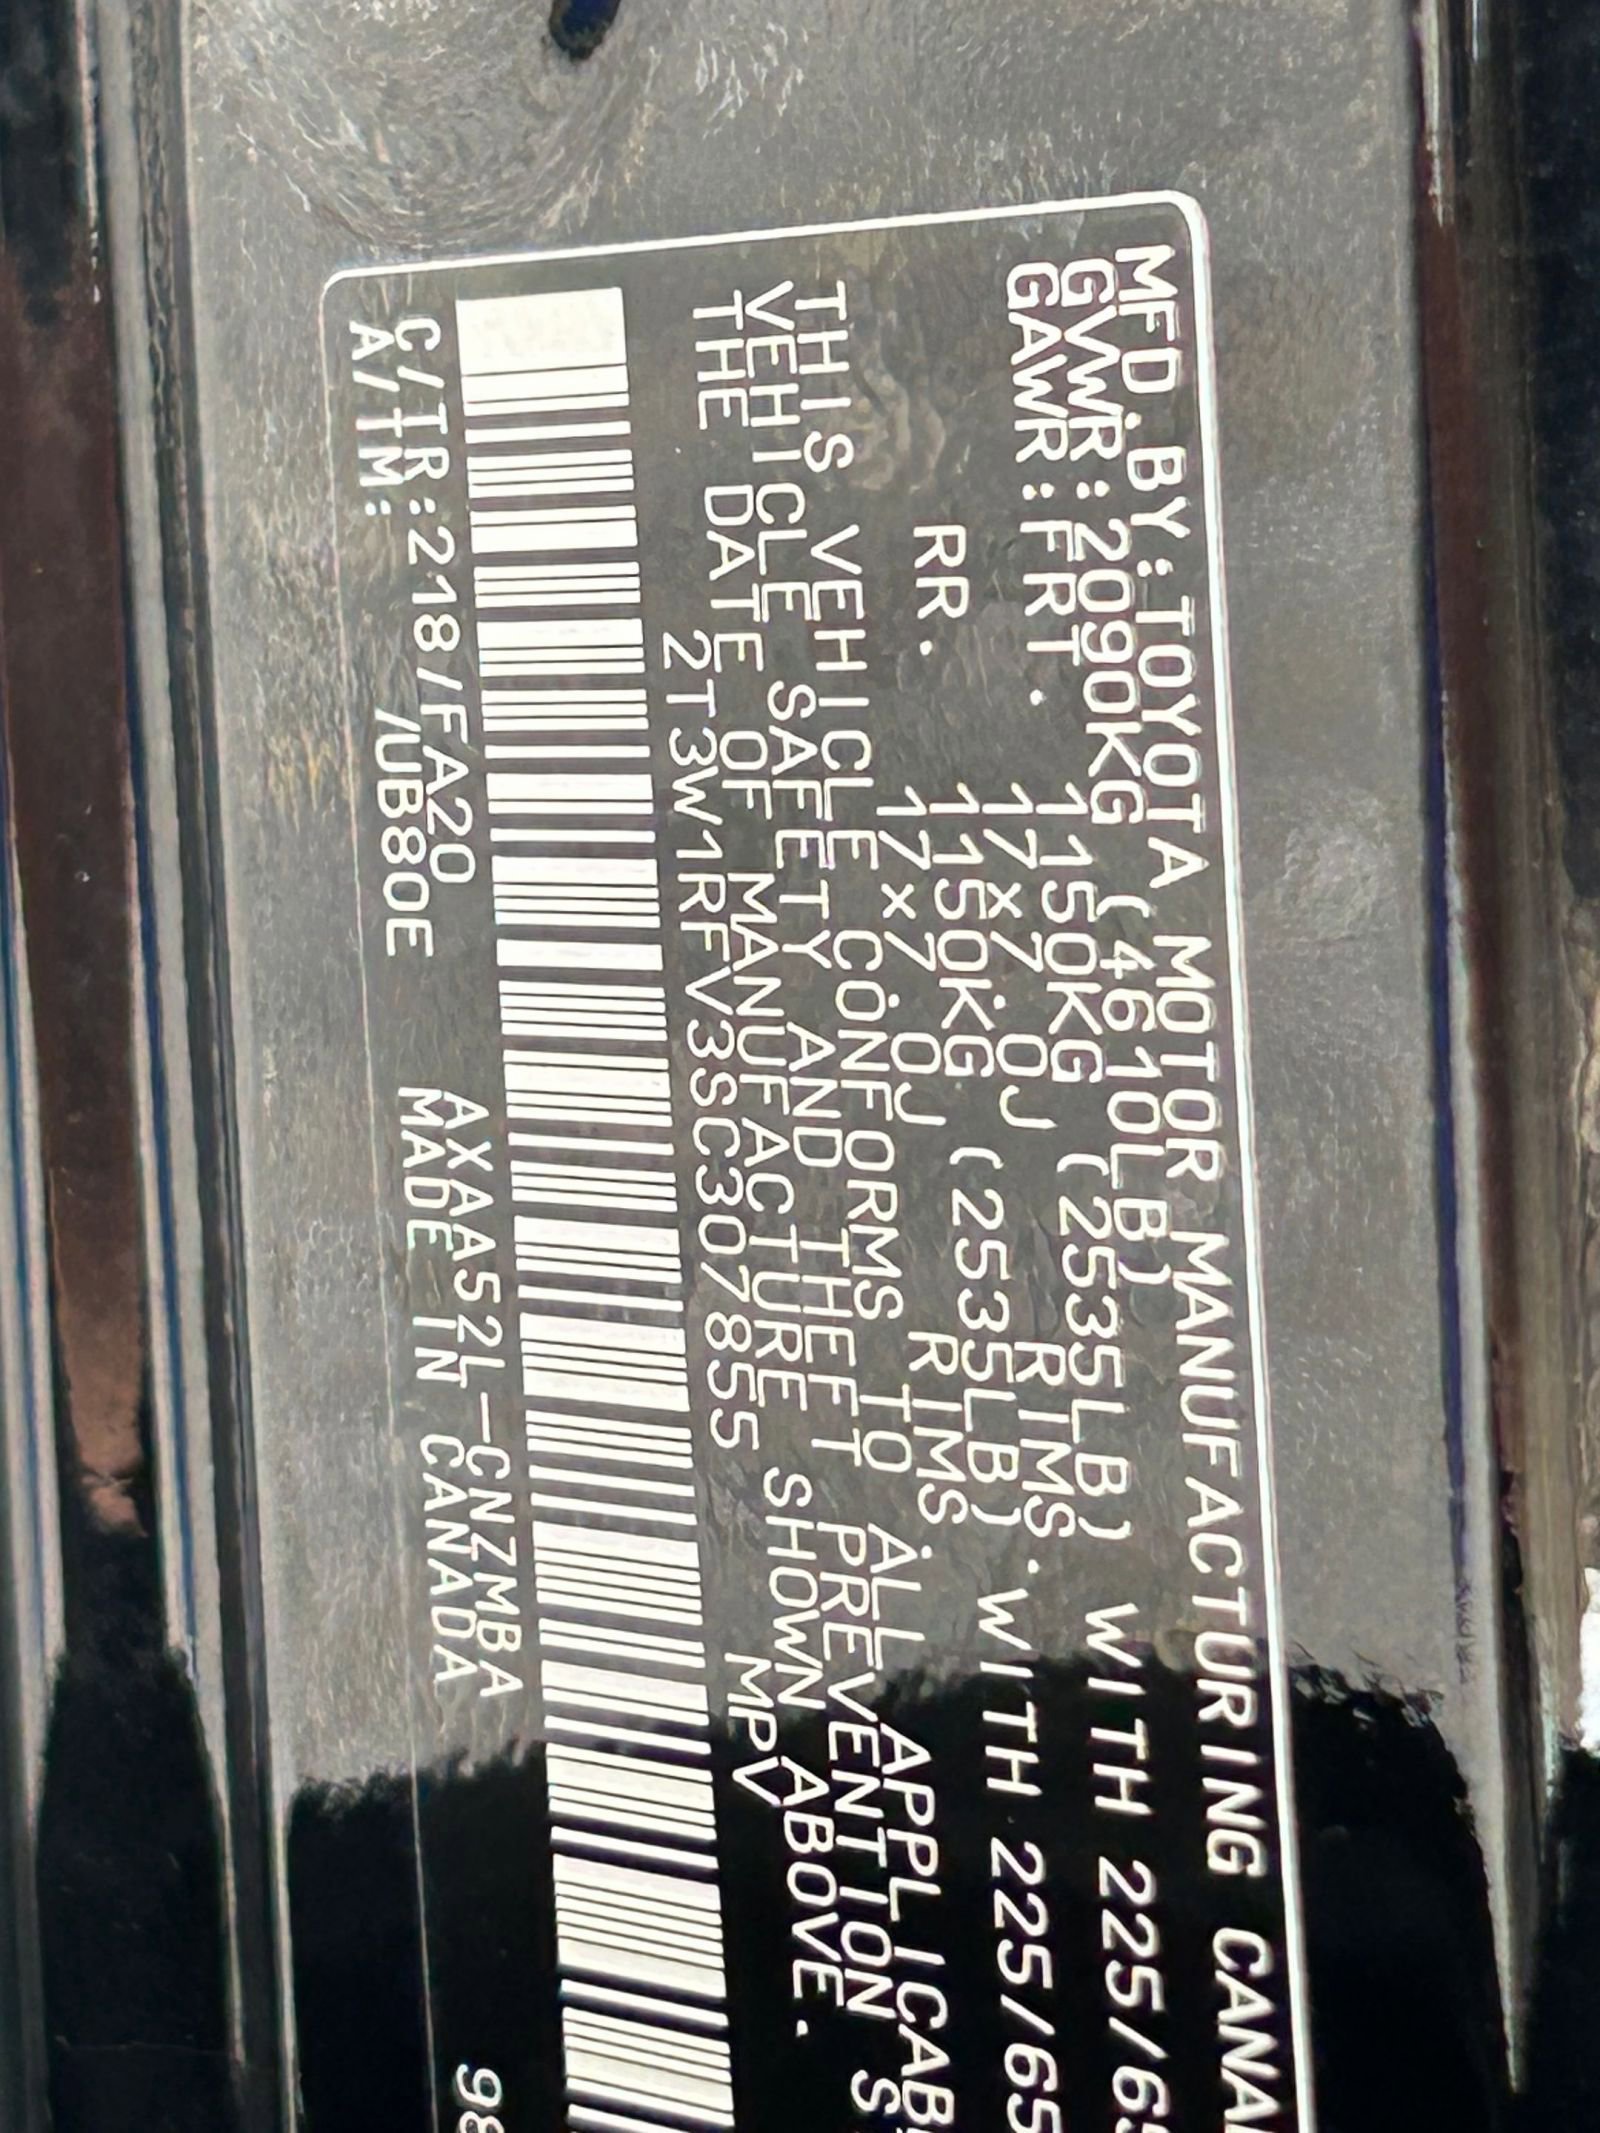 MFD.BY:TOYOTA MOTOR MANUFACTURING CANA
GVWR:2090KG (4610LB)
GAWR:FRT. 1150KG (2535LB) WITH 225/65
17x7.0J RIMS.
RR. 1150KG (2535LB) WITH 225/65
17x7.0J RIMS.
THIS VEHICLE CONFORMS TO ALL APPLICAB
VEHICLE SAFETY AND THEFT PREVENTION S
THE DATE OF MANUFACTURE SHOWN ABOVE.
2T3W1RFV3SC307855 MPV
C/TR:218/FA20 AXAA52L-CNZMBA
A/TM: /UB80E MADE IN CANADA
98